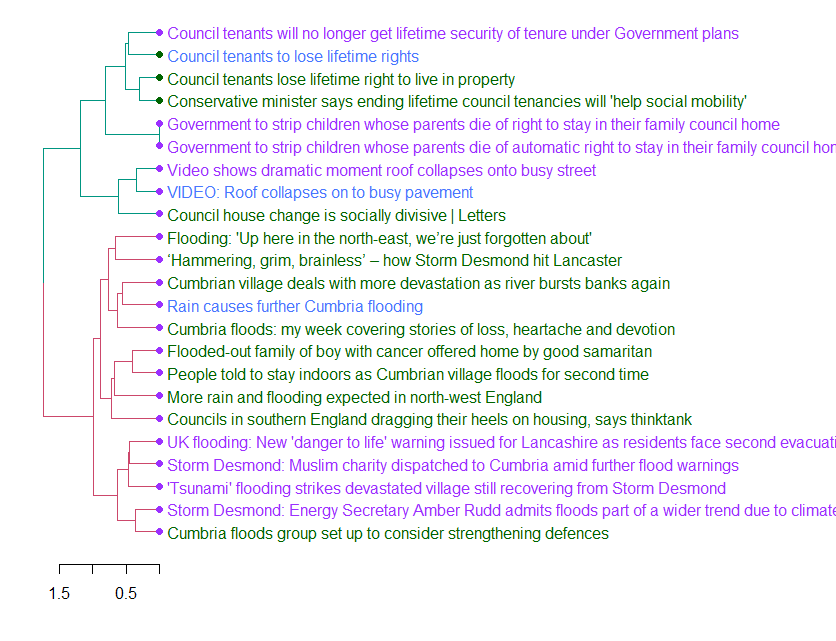 Council tenants will no longer get lifetime security of tenure under Government plans
Council tenants to lose lifetime rights
Council tenants lose lifetime right to live in property
Conservative minister says ending lifetime council tenancies will 'help social mobility'
Government to strip children whose parents die of right to stay in their family council home
Government to strip children whose parents die of automatic right to stay in their family council
Video shows dramatic moment roof collapses onto busy street
VIDEO: Roof collapses on to busy pavement
Council house change is socially divisive | Letters
Flooding: 'Up here in the north-east, we’re just forgotten about'
‘Hammering, grim, brainless’ – how Storm Desmond hit Lancaster
Cumbrian village deals with more devastation as river bursts banks again
Rain causes further Cumbria flooding
Cumbria floods: my week covering stories of loss, heartache and devotion
Flooded-out family of boy with cancer offered home by good samaritan
People told to stay indoors as Cumbrian village floods for second time
More rain and flooding expected in north-west England
Councils in southern England dragging their heels on housing, says thinktank
UK flooding: New 'danger to life' warning issued for Lancashire as residents face second
Storm Desmond: Muslim charity dispatched to Cumbria amid further flood warnings
'Tsunami' flooding strikes devastated village still recovering from Storm Desmond
Storm Desmond: Energy Secretary Amber Rudd admits floods part of a wider trend due to climate
Cumbria floods group set up to consider strengthening defences
1.5 0.5